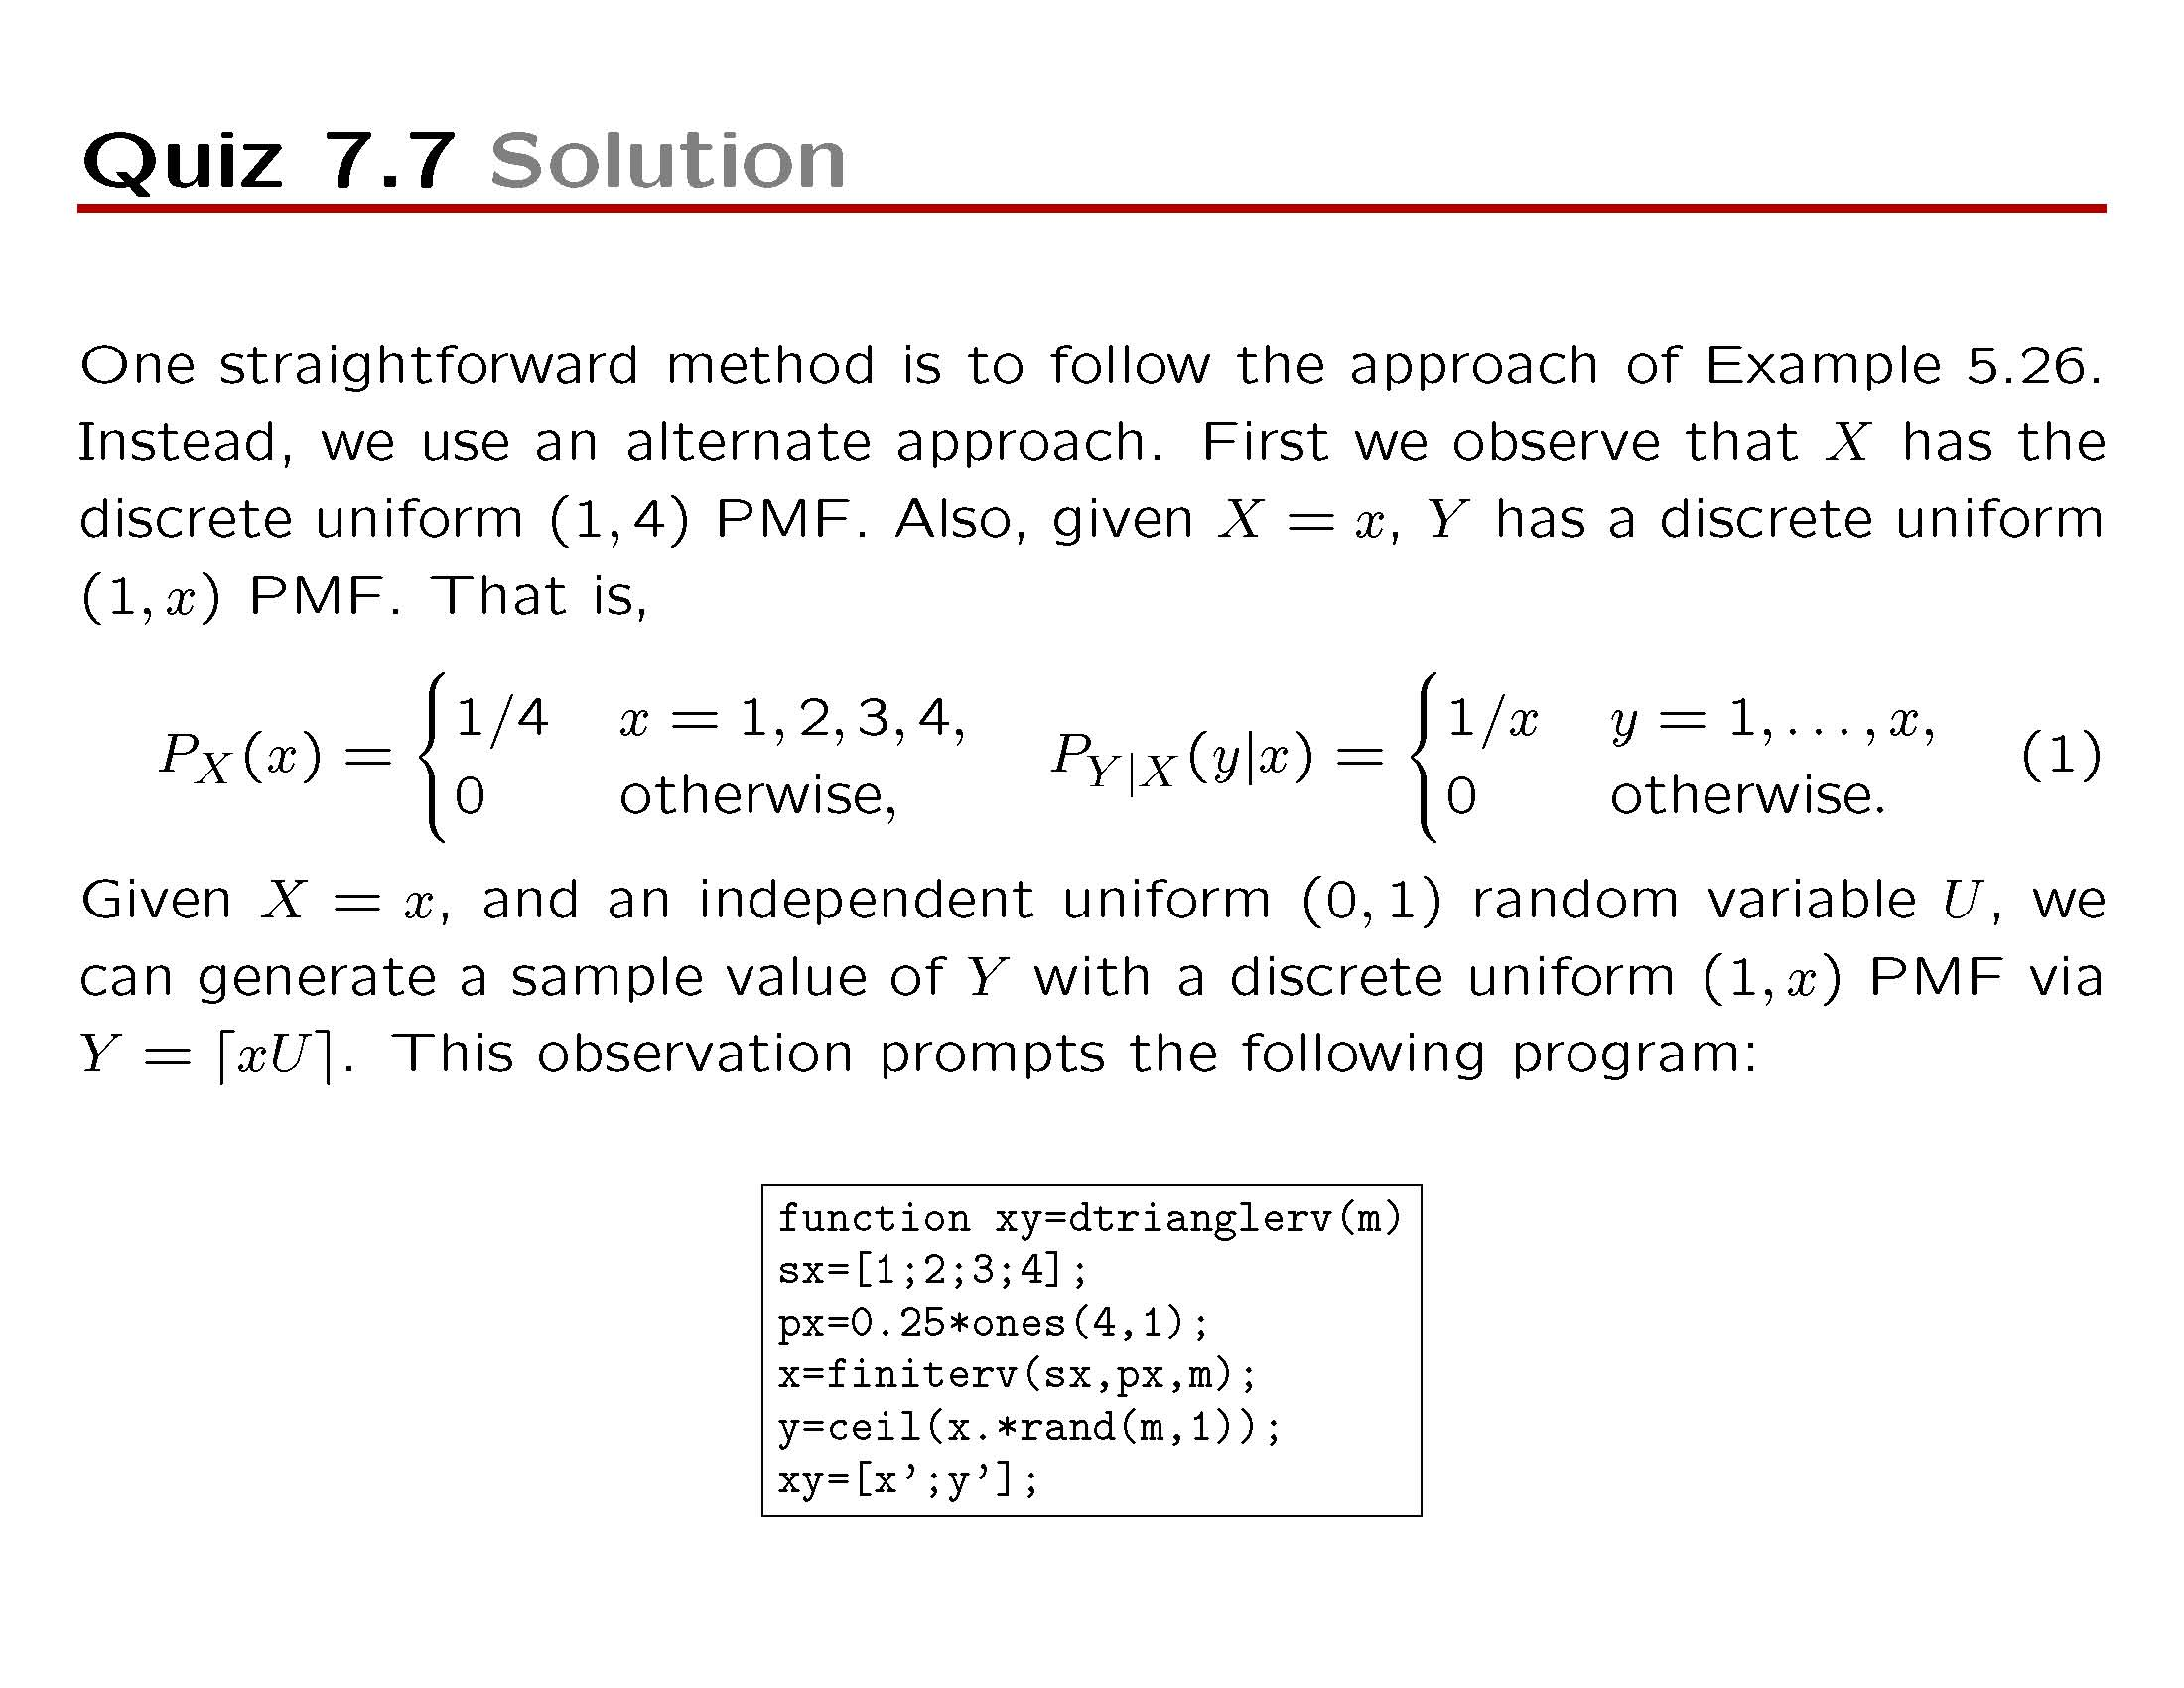 Quiz 7.7 Solution
One straightforward method is to follow the approach of Example 5.26.
Instead, we use an alternate approach. First we observe that X has the
discrete uniform (1, 4) PMF. Also, given X = x, Y has a discrete uniform
(1, x) PMF. That is,
P_X(x) = { 1/4 x = 1, 2, 3, 4, 0 otherwise, P_{Y|X}(y|x) = { 1/x y = 1, . . . , x, 0 otherwise. (1)
Given X = x, and an independent uniform (0, 1) random variable U, we
can generate a sample value of Y with a discrete uniform (1, x) PMF via
Y = ⌈xU⌉. This observation prompts the following program:
function xy=dtrianglerv(m)
sx=[1;2;3;4];
px=0.25*ones(4,1);
x=finiterv(sx,px,m);
y=ceil(x.*rand(m,1));
xy=[x’;y’];